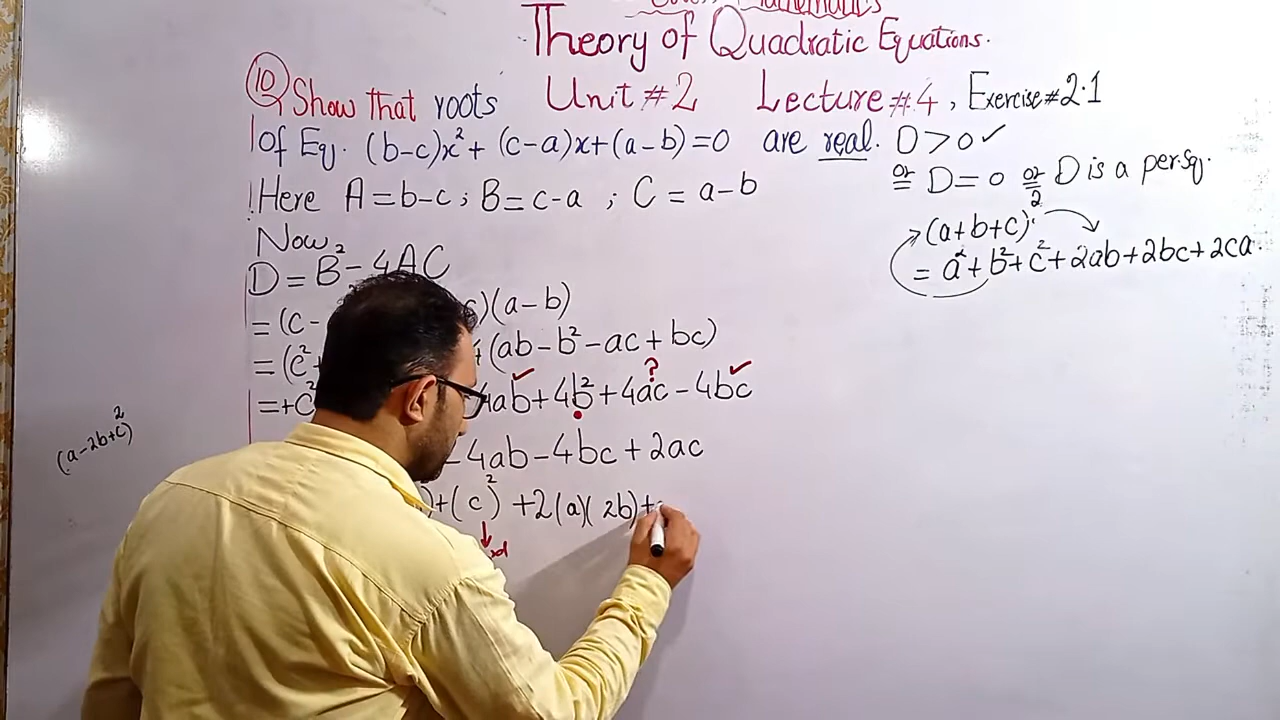 Mathematics
Theory of Quadratic Equations.
Unit #2 Lecture #4, Exercise #2.1
10 Show that roots
of Eq. (b-c)x²+(c-a)x+(a-b)=0 are real. D>0✓
or D=0 or D is a per.sq.
Here A=b-c; B=c-a; C=a-b
Now
D=B²-4AC
=(c- )(a-b)
=(c²+ (ab-b²-ac+bc)
=+c² 4ab✓+4b²+4ac?-4bc✓
-4ab-4bc+2ac
+(c)²+2(a)(2b)+
→(a+b+c)²
=a²+b²+c²+2ab+2bc+2ca.
(a-2b+c)²